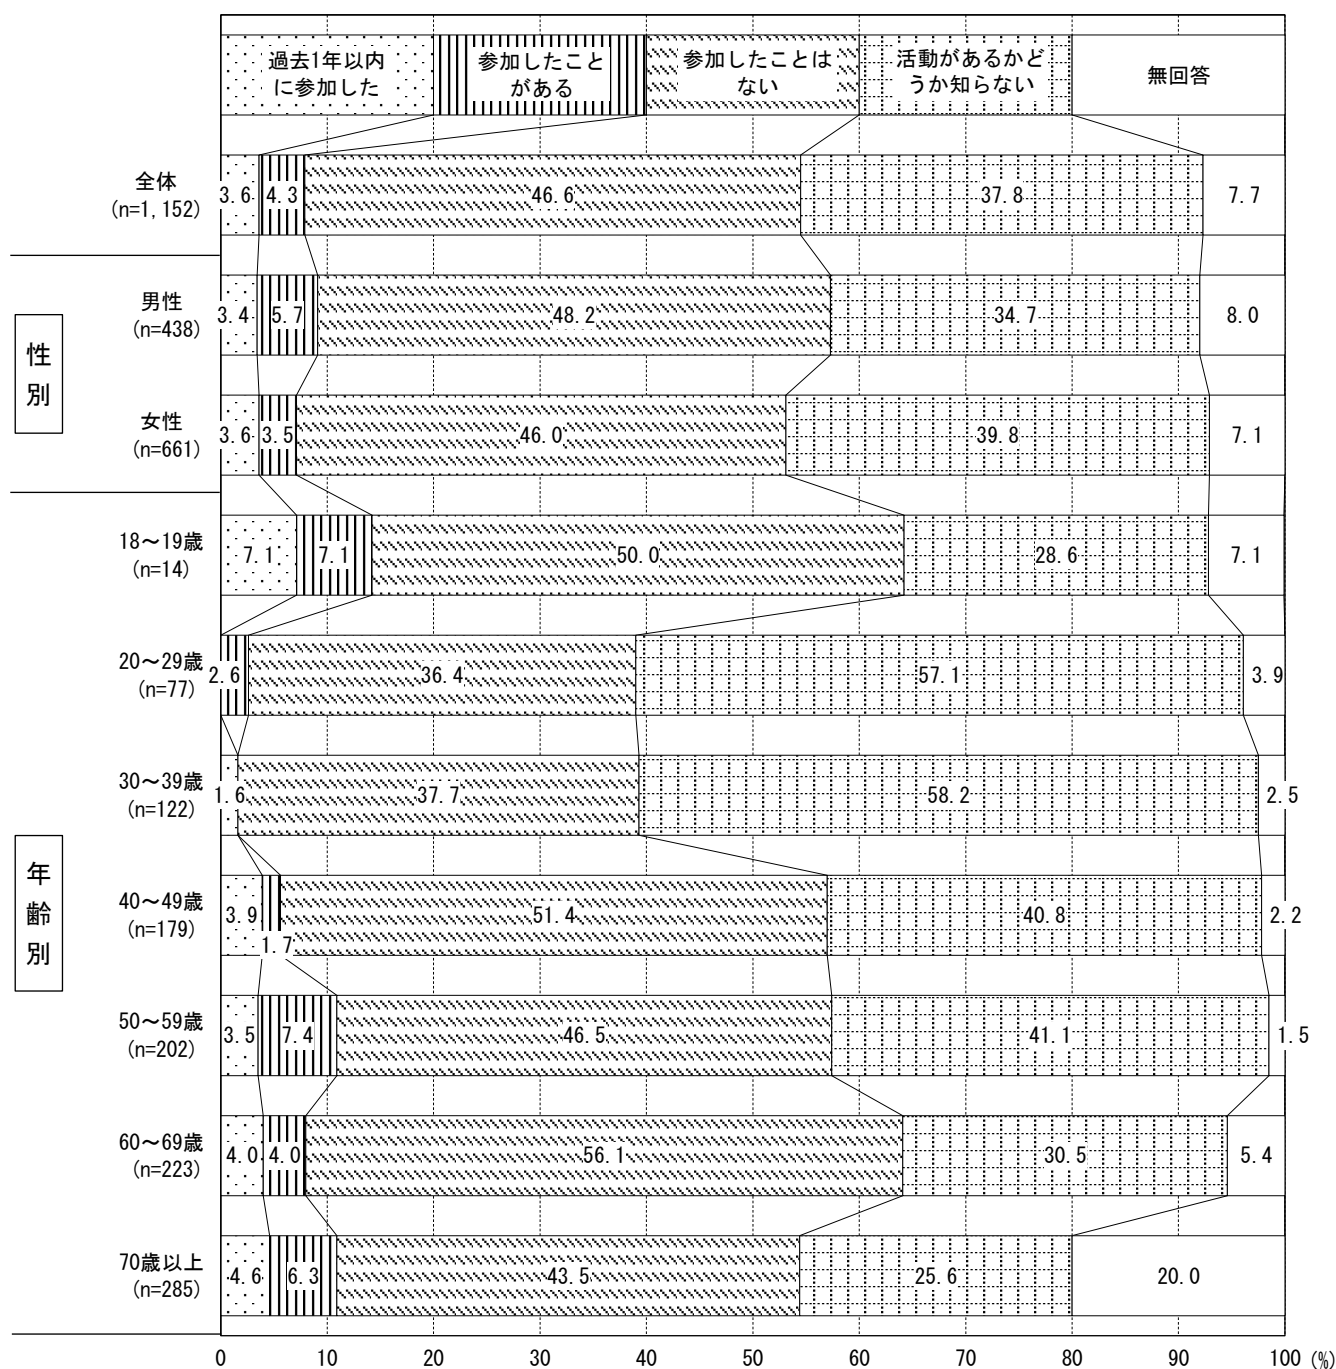 過去1年以内
に参加した
参加したこと
がある
参加したことは
ない
活動があるかど
うか知らない
無回答
全体
(n=1,152)
3.6 4.3 46.6 37.8 7.7
性別
男性
(n=438)
3.4 5.7 48.2 34.7 8.0
女性
(n=661)
3.6 3.5 46.0 39.8 7.1
年齢別
18～19歳
(n=14)
7.1 7.1 50.0 28.6 7.1
20～29歳
(n=77)
2.6 36.4 57.1 3.9
30～39歳
(n=122)
1.6 37.7 58.2 2.5
40～49歳
(n=179)
3.9 1.7 51.4 40.8 2.2
50～59歳
(n=202)
3.5 7.4 46.5 41.1 1.5
60～69歳
(n=223)
4.0 4.0 56.1 30.5 5.4
70歳以上
(n=285)
4.6 6.3 43.5 25.6 20.0
0 10 20 30 40 50 60 70 80 90 100 (%)